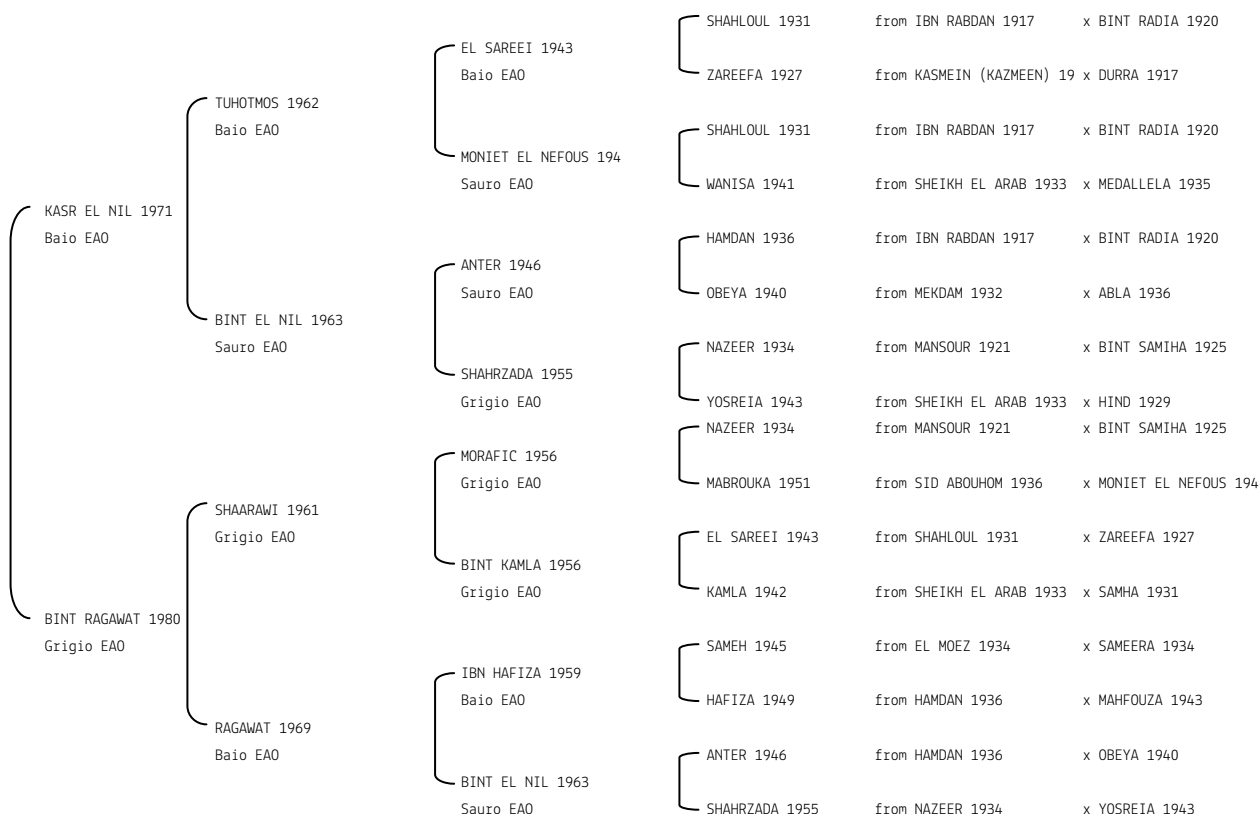 SHAHLOUL 1931 from IBN RABDAN 1917 x BINT RADIA 1920
EL SAREEI 1943
Baio EAO
ZAREEFA 1927 from KASMEIN (KAZMEEN) 19 x DURRA 1917
TUHOTMOS 1962
Baio EAO
SHAHLOUL 1931 from IBN RABDAN 1917 x BINT RADIA 1920
MONIET EL NEFOUS 194
Sauro EAO
WANISA 1941 from SHEIKH EL ARAB 1933 x MEDALLELA 1935
KASR EL NIL 1971
Baio EAO
HAMDAN 1936 from IBN RABDAN 1917 x BINT RADIA 1920
ANTER 1946
Sauro EAO
OBEYA 1940 from MEKDAM 1932 x ABLA 1936
BINT EL NIL 1963
Sauro EAO
NAZEER 1934 from MANSOUR 1921 x BINT SAMIHA 1925
SHAHRZADA 1955
Grigio EAO
YOSREIA 1943 from SHEIKH EL ARAB 1933 x HIND 1929
NAZEER 1934 from MANSOUR 1921 x BINT SAMIHA 1925
MORAFIC 1956
Grigio EAO
MABROUKA 1951 from SID ABOUHOM 1936 x MONIET EL NEFOUS 194
SHAARAWI 1961
Grigio EAO
EL SAREEI 1943 from SHAHLOUL 1931 x ZAREEFA 1927
BINT KAMLA 1956
Grigio EAO
KAMLA 1942 from SHEIKH EL ARAB 1933 x SAMHA 1931
BINT RAGAWAT 1980
Grigio EAO
SAMEH 1945 from EL MOEZ 1934 x SAMEERA 1934
IBN HAFIZA 1959
Baio EAO
HAFIZA 1949 from HAMDAN 1936 x MAHFOUZA 1943
RAGAWAT 1969
Baio EAO
ANTER 1946 from HAMDAN 1936 x OBEYA 1940
BINT EL NIL 1963
Sauro EAO
SHAHRZADA 1955 from NAZEER 1934 x YOSREIA 1943